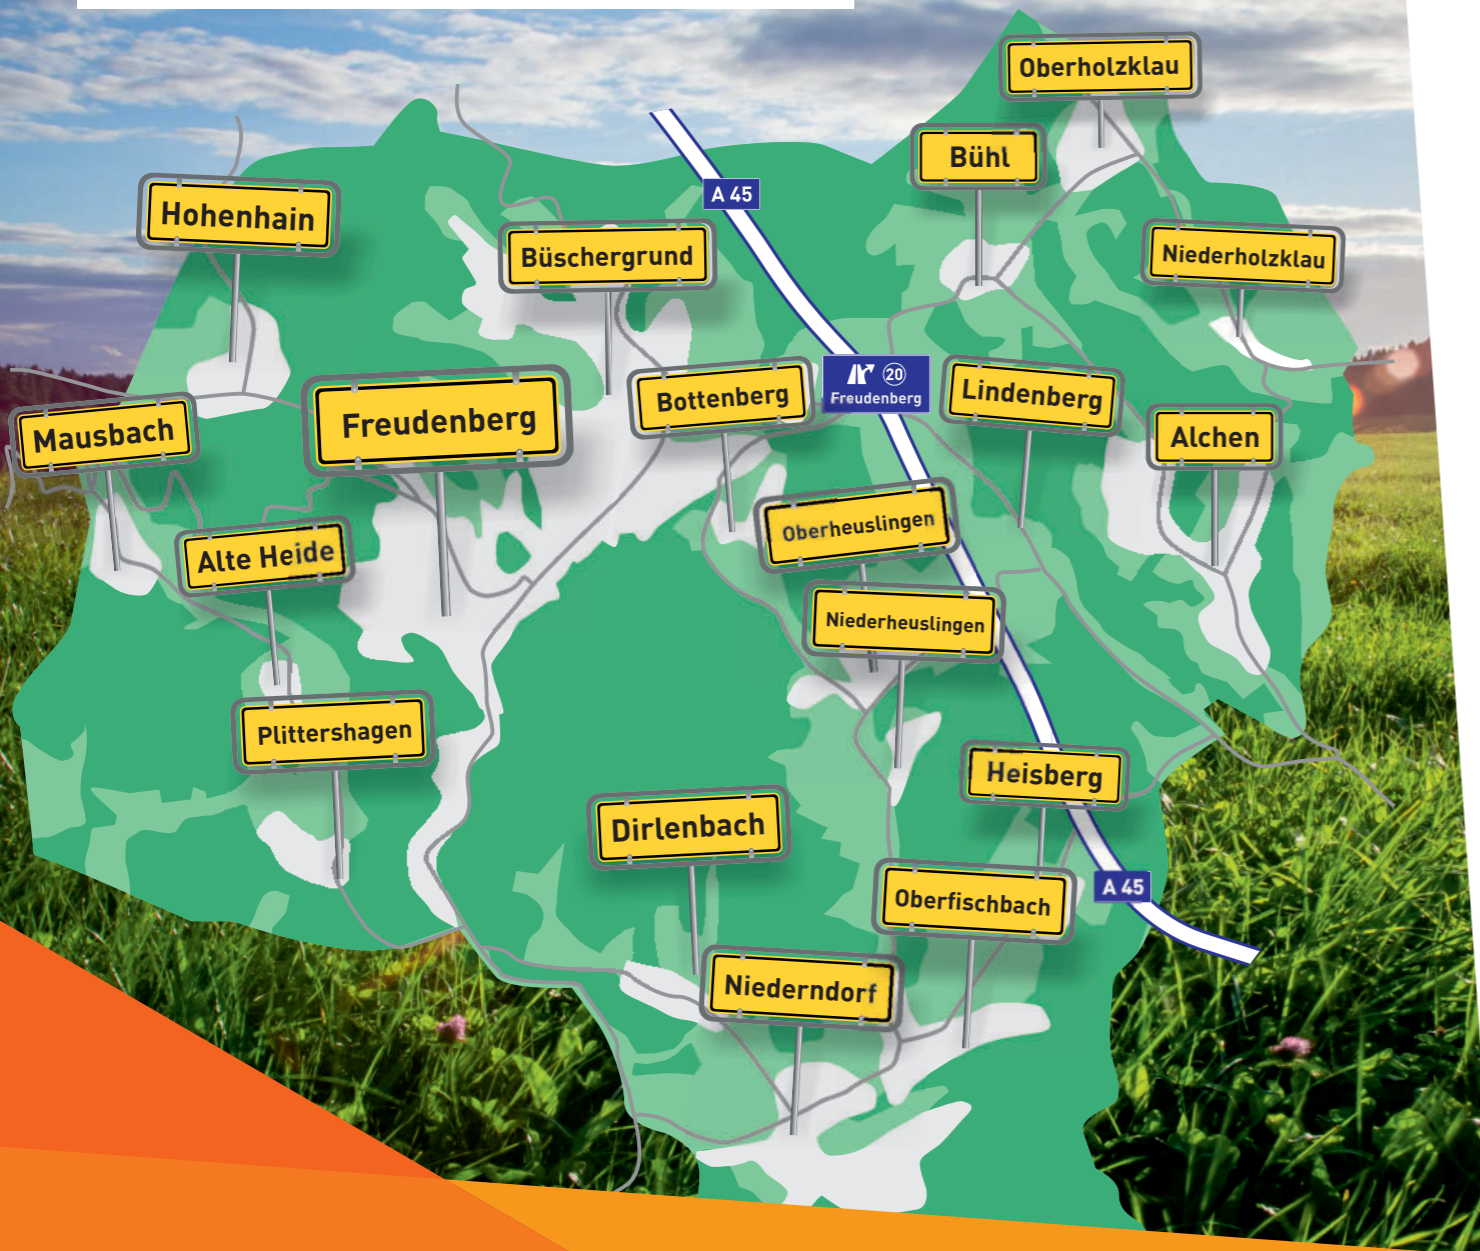 Oberholzklau
Bühl
A 45
Hohenhain
Büschergrund
Niederholzklau
20
Freudenberg
Bottenberg
Lindenberg
Freudenberg
Mausbach
Alchen
Oberheuslingen
Alte Heide
Niederheuslingen
Plittershagen
Heisberg
Dirlenbach
A 45
Oberfischbach
Niederndorf